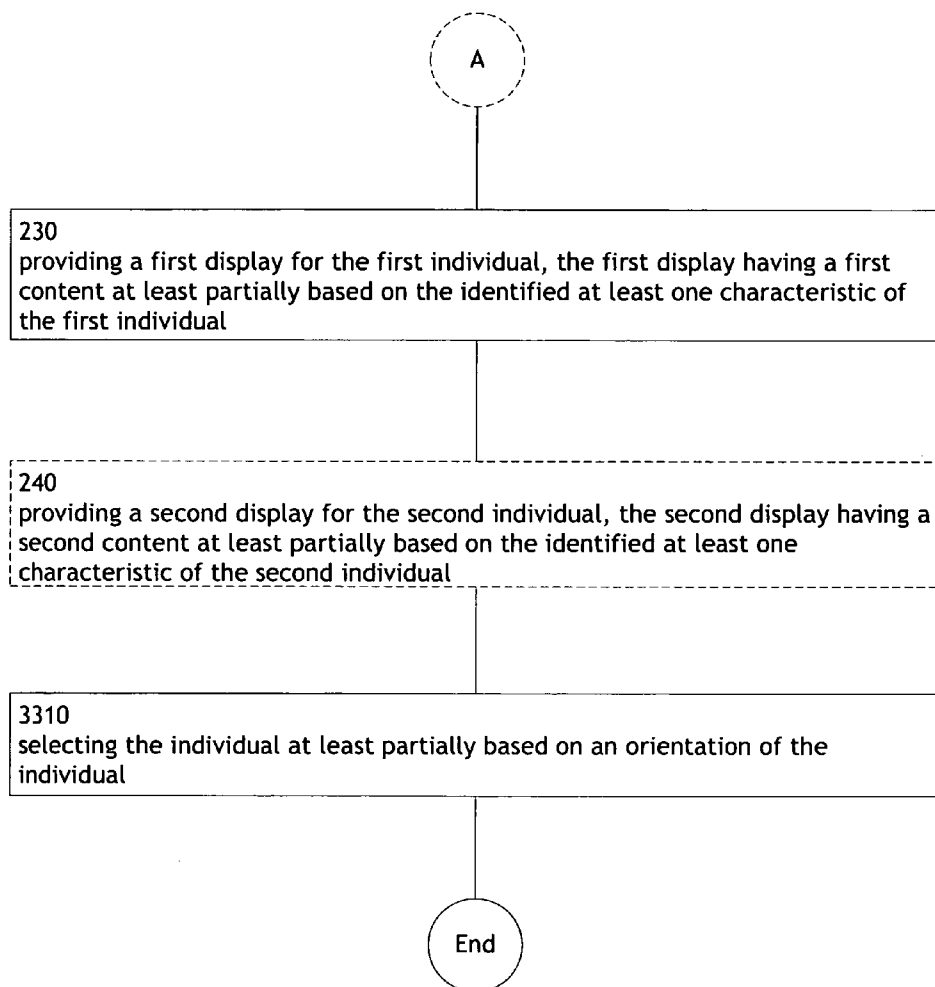 A
230
providing a first display for the first individual, the first display having a first
content at least partially based on the identified at least one characteristic of
the first individual
240
providing a second display for the second individual, the second display having a
second content at least partially based on the identified at least one
characteristic of the second individual
3310
selecting the individual at least partially based on an orientation of the
individual
End